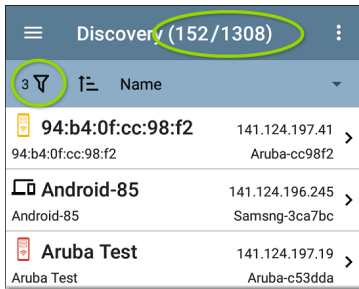 Discovery (152/1308)
3 Name
94:b4:0f:cc:98:f2 141.124.197.41
94:b4:0f:cc:98:f2 Aruba-cc98f2
Android-85 141.124.196.245
Android-85 Samsng-3ca7bc
Aruba Test 141.124.197.19
Aruba Test Aruba-c53dda